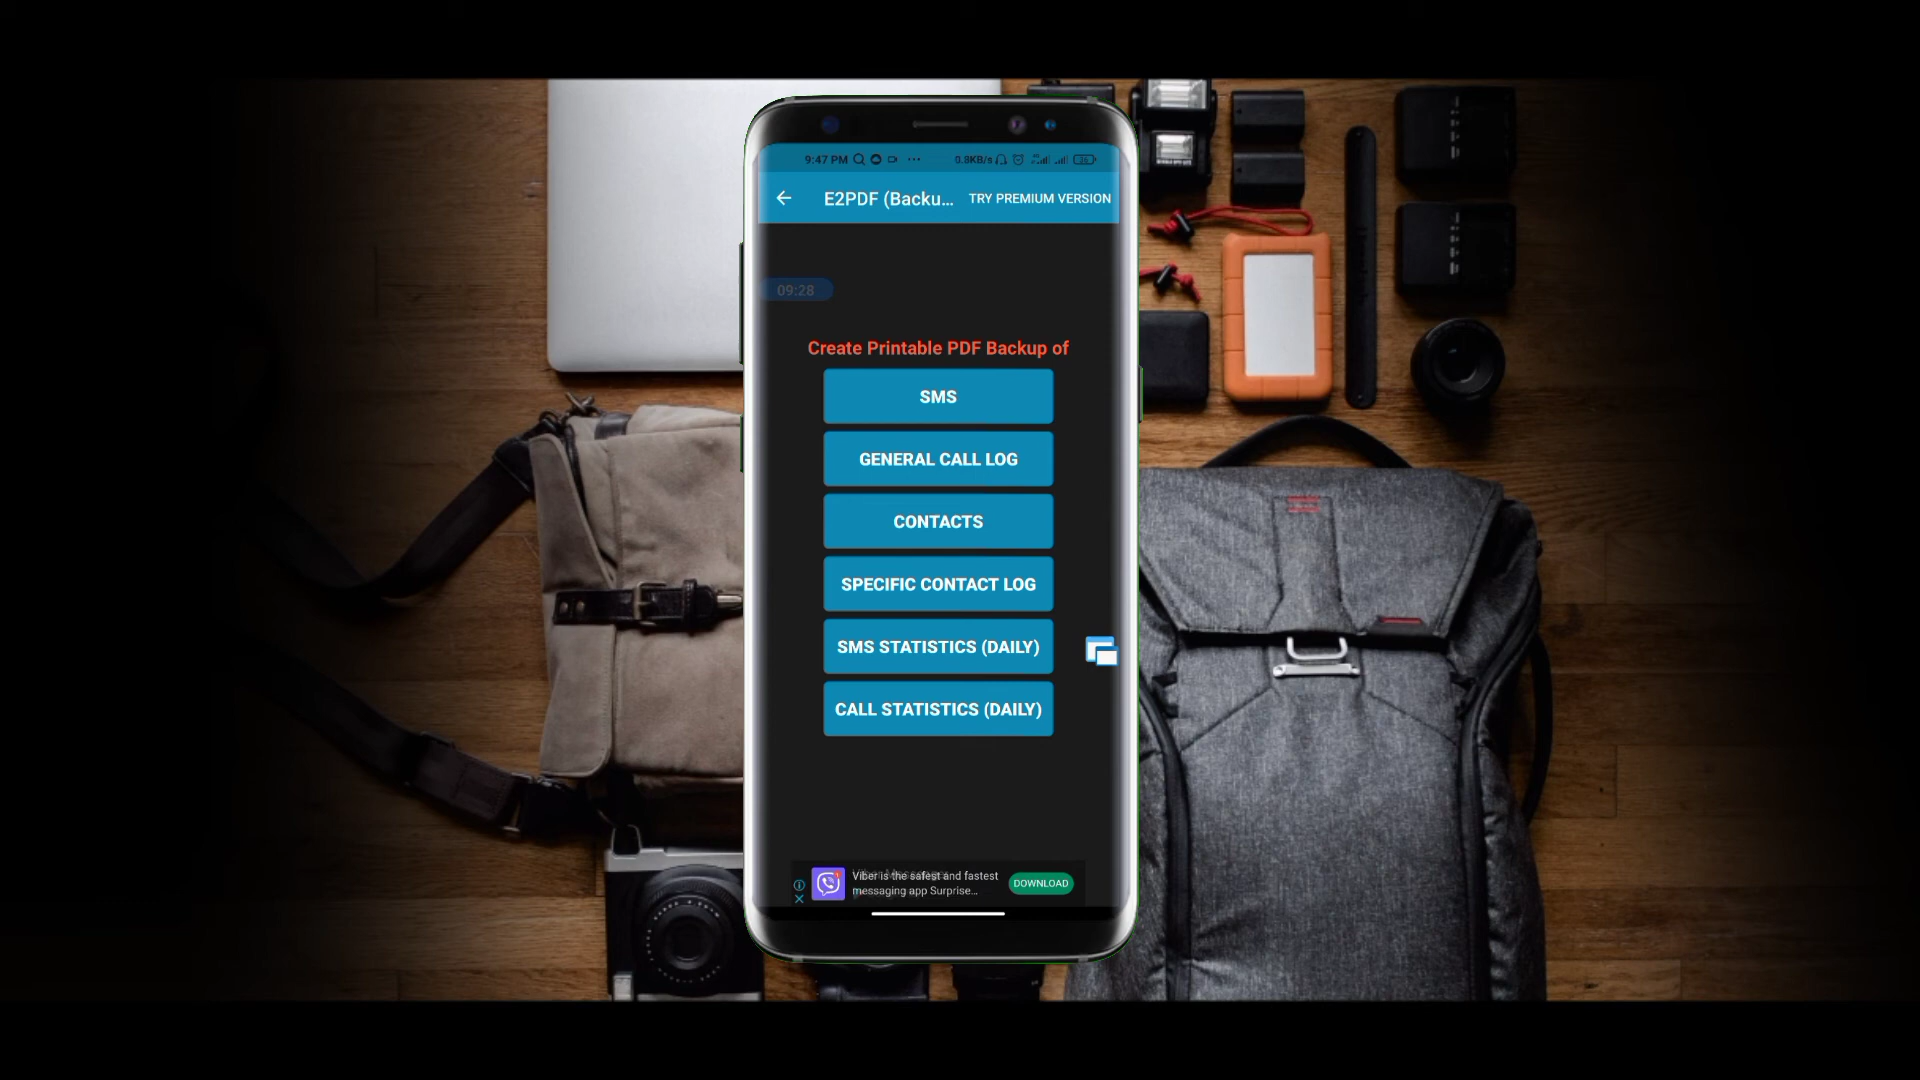 9:47 PM
0.8KB/s
E2PDF (Backu...
TRY PREMIUM VERSION
09:28
Create Printable PDF Backup of
SMS
GENERAL CALL LOG
CONTACTS
SPECIFIC CONTACT LOG
SMS STATISTICS (DAILY)
CALL STATISTICS (DAILY)
Viber is the safest and fastest
messaging app Surprise...
DOWNLOAD